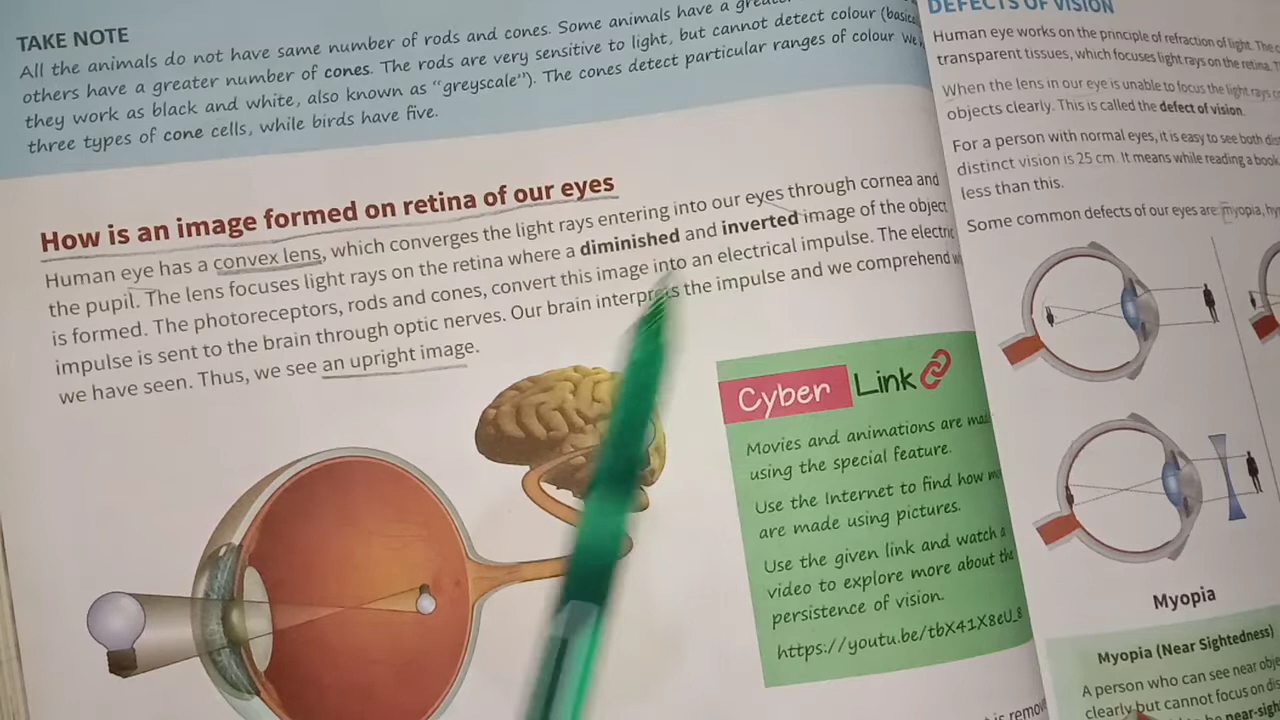 TAKE NOTE
All the animals do not have same number of rods and cones. Some animals have a
others have a greater number of cones. The rods are very sensitive to light, but cannot detect colour
they work as black and white, also known as "greyscale"). The cones detect particular ranges of colour
three types of cone cells, while birds have five.
How is an image formed on retina of our eyes
Human eye has a convex lens, which converges the light rays entering into our eyes through cornea and
the pupil. The lens focuses light rays on the retina where a diminished and inverted image of the object
is formed. The photoreceptors, rods and cones, convert this image into an electrical impulse. The
impulse is sent to the brain through optic nerves. Our brain interprets the impulse and we comprehend
we have seen. Thus, we see an upright image.
Cyber Link
Movies and animations are
using the special feature.
Use the Internet to find how
are made using pictures.
Use the given link and watch a
video to explore more about the
persistence of vision.
https://youtu.be/tbX41X8eU_8
DEFECTS OF VISION
Human eye works on the principle of refraction of light. The
transparent tissues, which focuses light rays on the retina.
When the lens in our eye is unable to focus the light rays
objects clearly. This is called the defect of vision.
For a person with normal eyes, it is easy to see both
distinct vision is 25 cm. It means while reading a book
less than this.
Some common defects of our eyes are: myopia,
Myopia
Myopia (Near Sightedness)
A person who can see near
clearly but cannot focus on